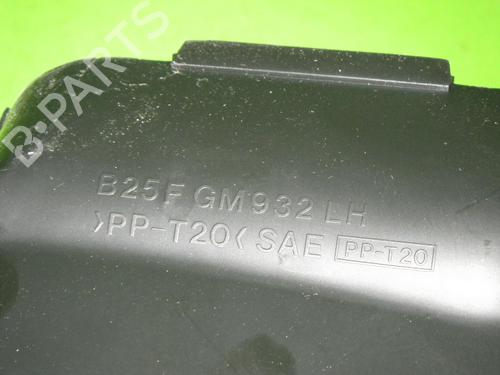 B-PARTS
B25F GM932 LH
>PP-T20< SAE PP-T20